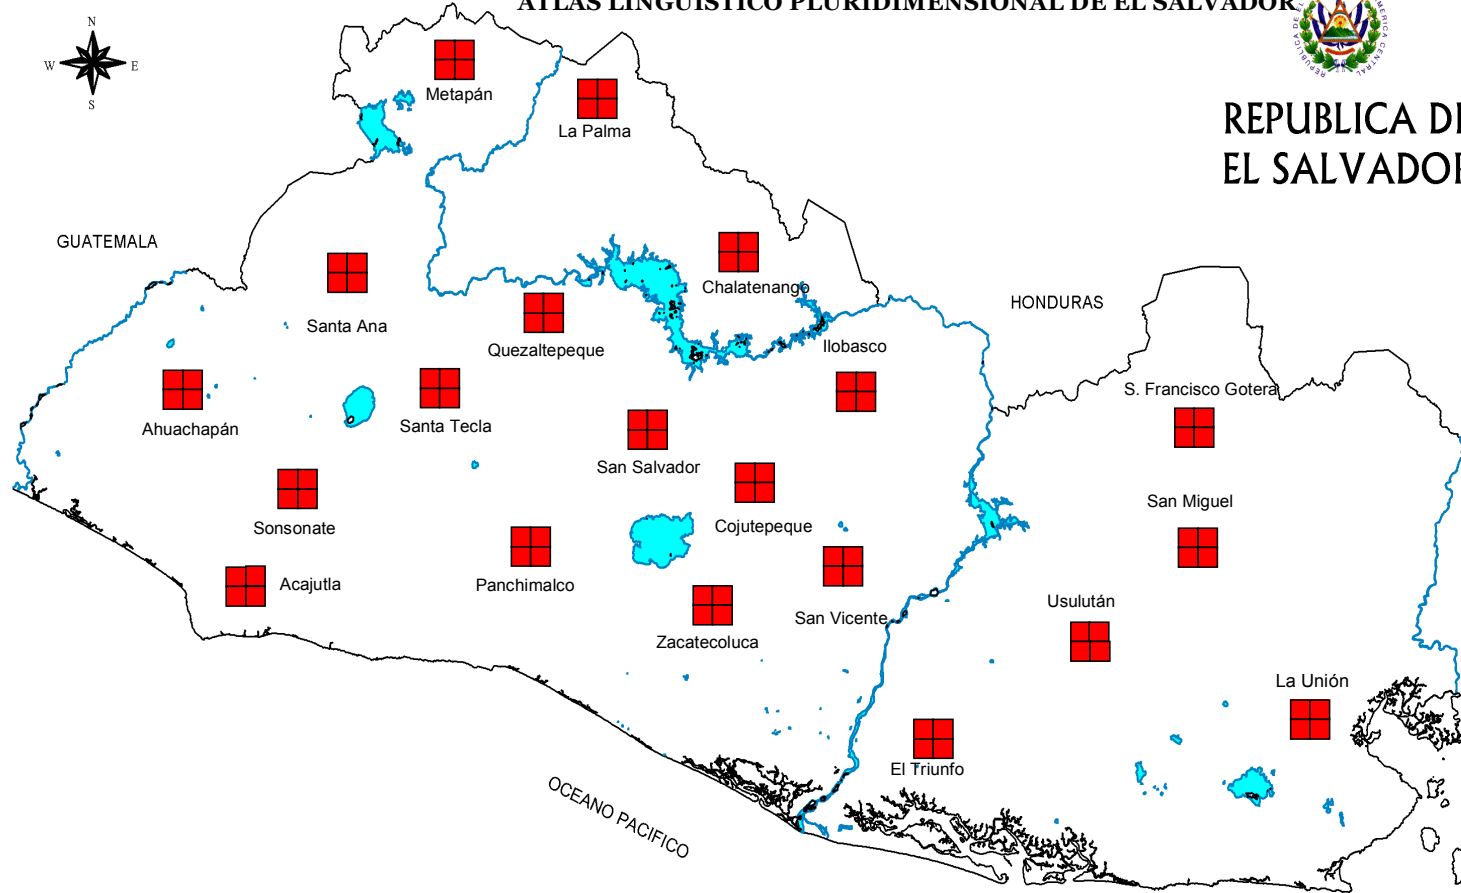 ATLAS LINGUISTICO PLURIDIMENSIONAL DE EL SALVADOR
N
W
E
S
REPUBLICA DE
EL SALVADOR
Metapán
La Palma
GUATEMALA
Chalatenango
HONDURAS
Santa Ana
Quezaltepeque
Ilobasco
S. Francisco Gotera
Ahuachapán
Santa Tecla
San Salvador
San Miguel
Sonsonate
Cojutepeque
Acajutla
Panchimalco
Usulután
San Vicente
Zacatecoluca
La Unión
El Triunfo
OCEANO PACIFICO